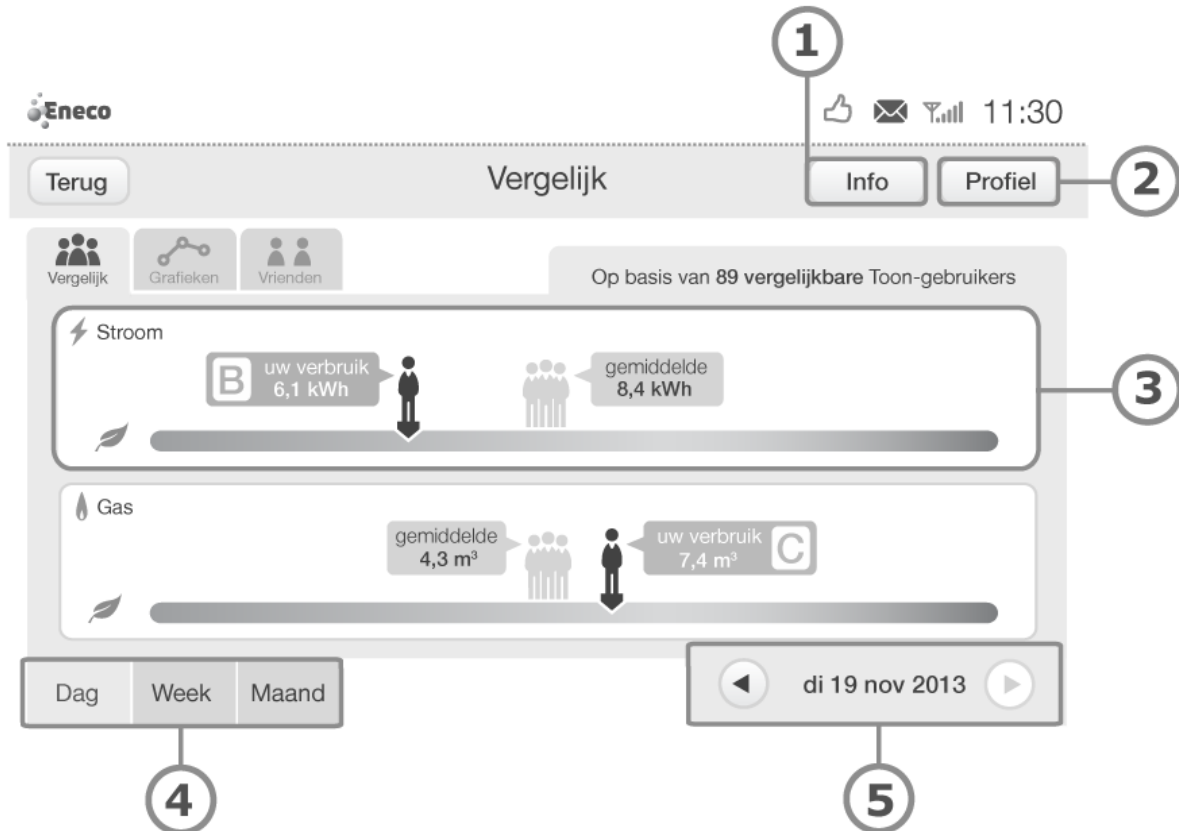 1
Eneco
11:30
Terug
Vergelijk
Info
Profiel
2
Vergelijk
Grafieken
Vrienden
Op basis van 89 vergelijkbare Toon-gebruikers
Stroom
B
uw verbruik
6,1 kWh
gemiddelde
8,4 kWh
3
Gas
gemiddelde
4,3 m³
uw verbruik
7,4 m³
C
Dag
Week
Maand
di 19 nov 2013
4
5